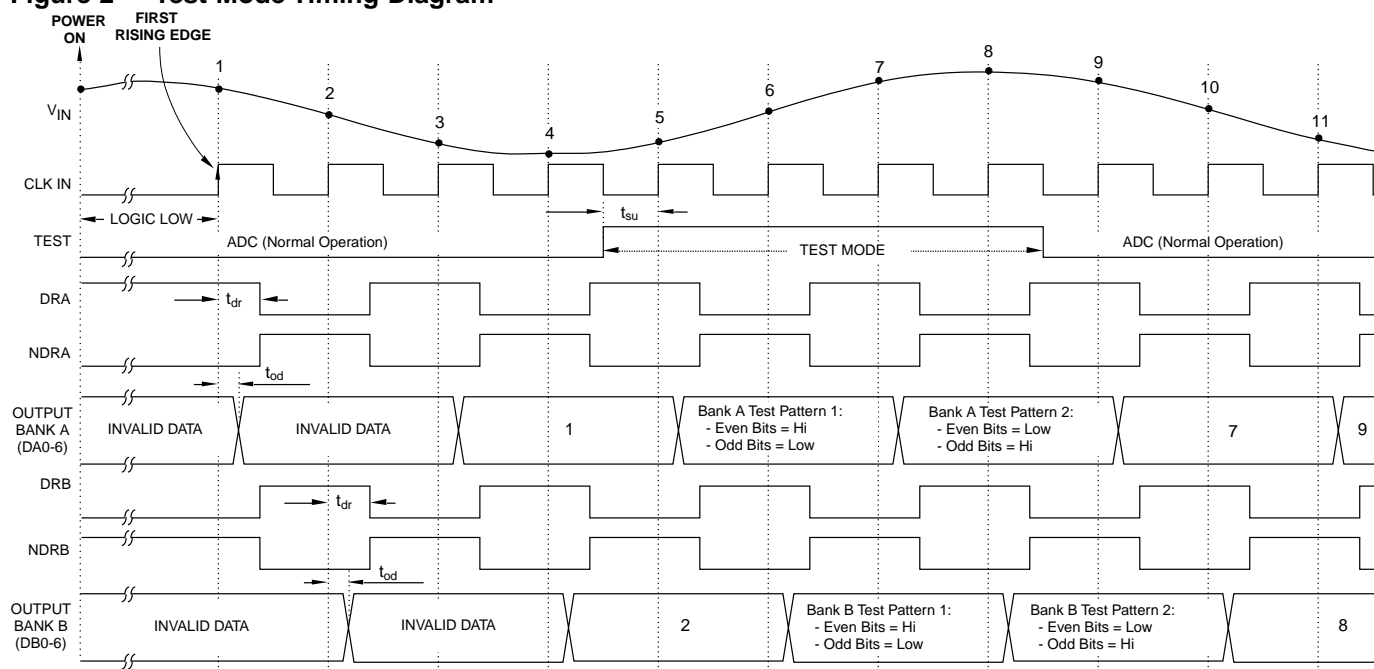 Figure 2 Test Mode Timing Diagram
POWER
ON
FIRST
RISING EDGE
1
2
3
4
5
6
7
8
9
10
11
VIN
CLK IN
LOGIC LOW
tsu
TEST
ADC (Normal Operation)
TEST MODE
ADC (Normal Operation)
DRA
tdr
NDRA
tod
OUTPUT
BANK A
(DA0-6)
INVALID DATA
INVALID DATA
1
Bank A Test Pattern 1:
- Even Bits = Hi
- Odd Bits = Low
Bank A Test Pattern 2:
- Even Bits = Low
- Odd Bits = Hi
7
9
DRB
tdr
NDRB
tod
OUTPUT
BANK B
(DB0-6)
INVALID DATA
INVALID DATA
2
Bank B Test Pattern 1:
- Even Bits = Hi
- Odd Bits = Low
Bank B Test Pattern 2:
- Even Bits = Low
- Odd Bits = Hi
8